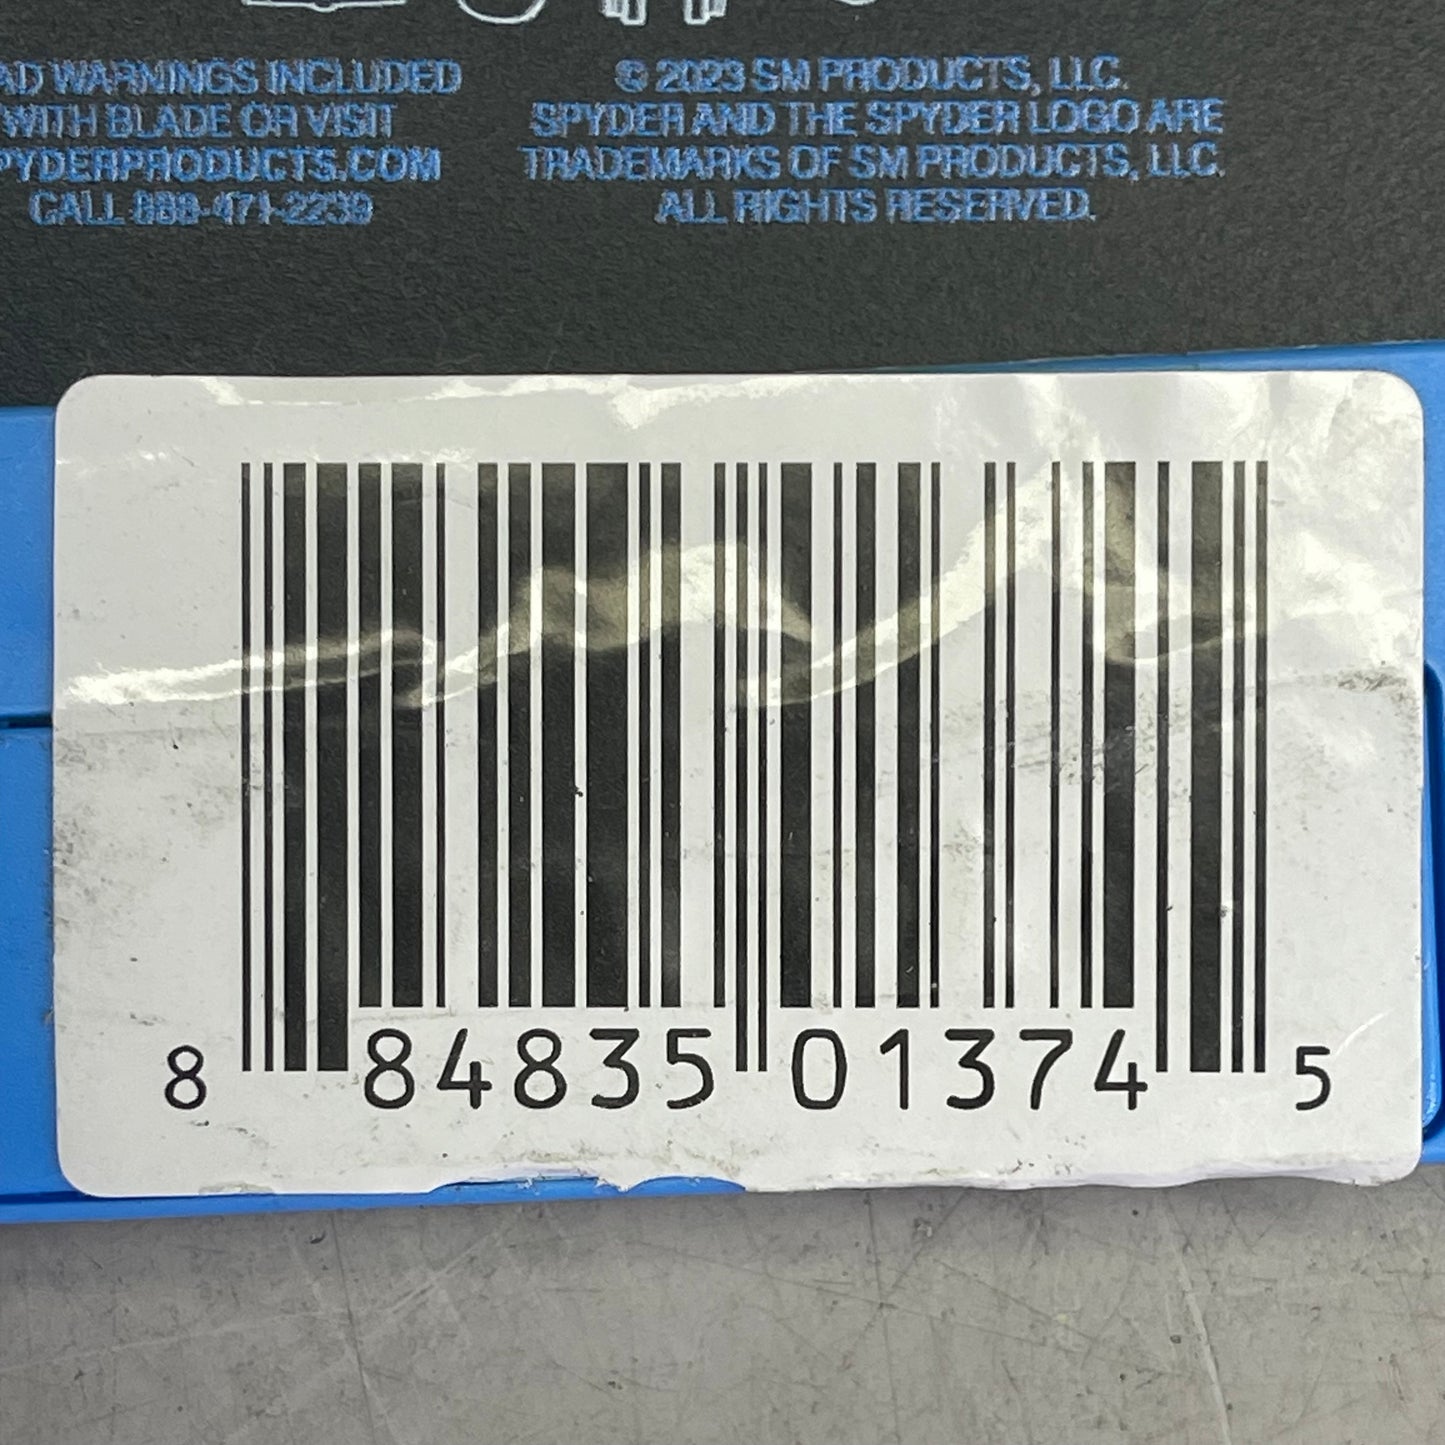 AD WARNINGS INCLUDED
WITH BLADE OR VISIT
PYDERPRODUCTS.COM
CALL 888-471-2239
© 2023 SM PRODUCTS, LLC.
SPYDER AND THE SPYDER LOGO ARE
TRADEMARKS OF SM PRODUCTS, LLC.
ALL RIGHTS RESERVED.
8 84835 01374 5